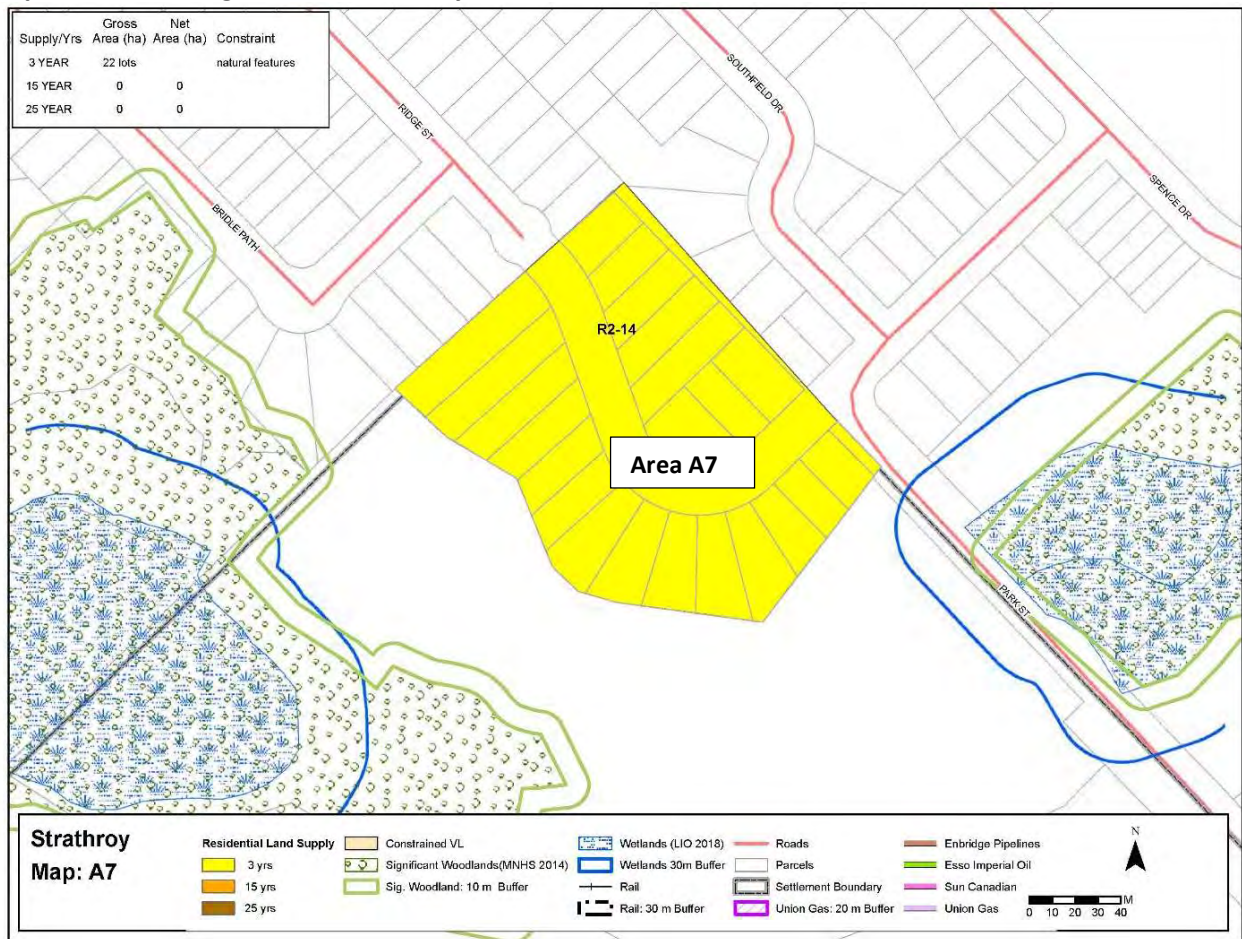 Supply/Yrs Gross Area (ha) Net Area (ha) Constraint
3 YEAR 22 lots natural features
15 YEAR 0 0
25 YEAR 0 0
RIDGE ST
SOUTHFIELD DR
SPENCE DR
BRIDLE PATH
R2-14
Area A7
PARK ST
Strathroy
Map: A7
Residential Land Supply
3 yrs
15 yrs
25 yrs
Constrained VL
Significant Woodlands(MNHS 2014)
Sig. Woodland: 10 m Buffer
Wetlands (LIO 2018)
Wetlands 30m Buffer
Rail
Rail: 30 m Buffer
Roads
Parcels
Settlement Boundary
Union Gas: 20 m Buffer
Enbridge Pipelines
Esso Imperial Oil
Sun Canadian
Union Gas
N
M
0 10 20 30 40